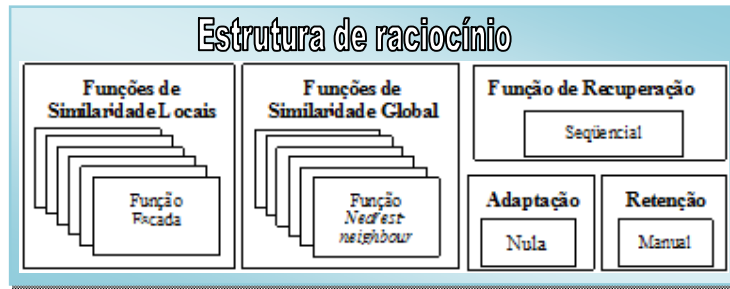 Estrutura de raciocínio
Funções de
Similaridade Locais
Função
Escada
Funções de
Similaridade Global
Função
Nearest-
neighbour
Função de Recuperação
Seqüencial
Adaptação
Nula
Retenção
Manual